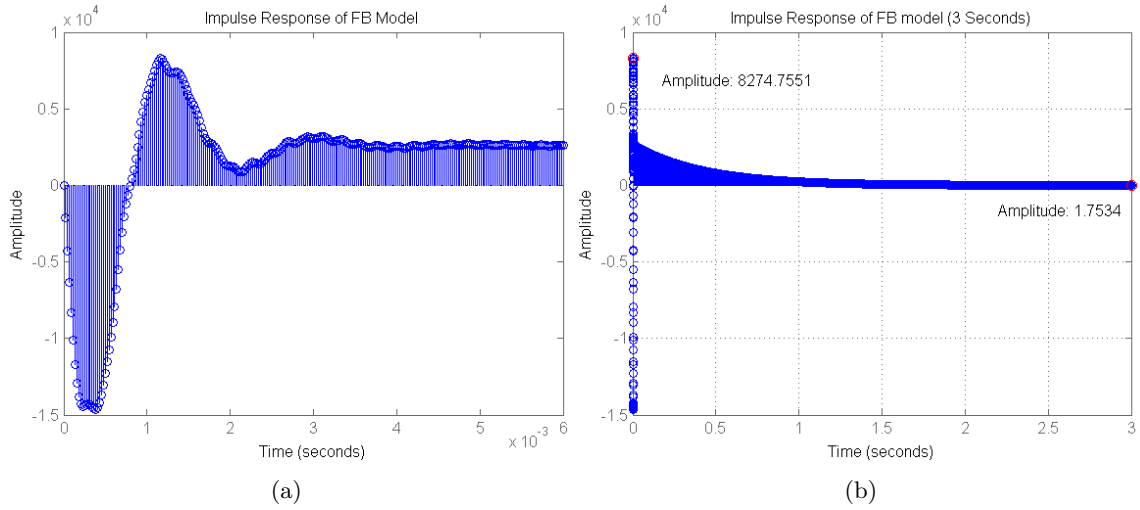 Impulse Response of FB Model
x 10^4
1
0.5
0
-0.5
-1
-1.5
Amplitude
0 1 2 3 4 5 6
x 10^-3
Time (seconds)
(a)
Impulse Response of FB model (3 Seconds)
x 10^4
1
0.5
0
-0.5
-1
-1.5
Amplitude
Amplitude: 8274.7551
Amplitude: 1.7534
0 0.5 1 1.5 2 2.5 3
Time (seconds)
(b)